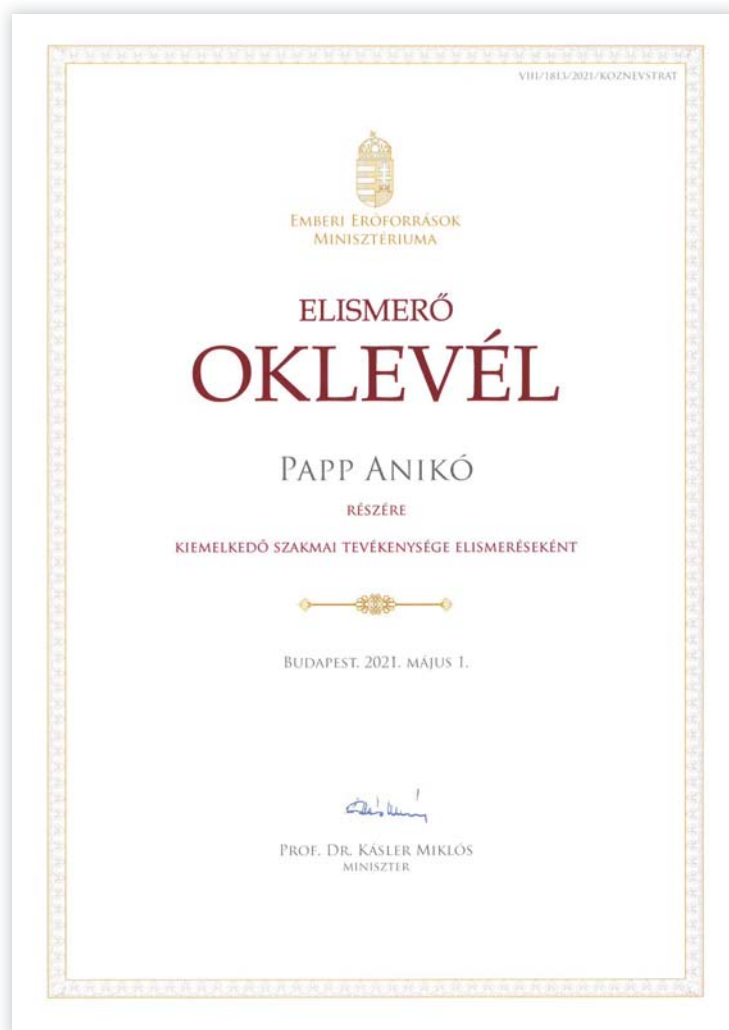 VIII/1813/2021/KOZNEVSTRAT
EMBERI ERŐFORRÁSOK
MINISZTÉRIUMA
ELISMERŐ
OKLEVÉL
PAPP ANIKÓ
RÉSZÉRE
KIEMELKEDŐ SZAKMAI TEVÉKENYSÉGE ELISMERÉSEKÉNT
BUDAPEST, 2021. MÁJUS 1.
PROF. DR. KÁSLER MIKLÓS
MINISZTER